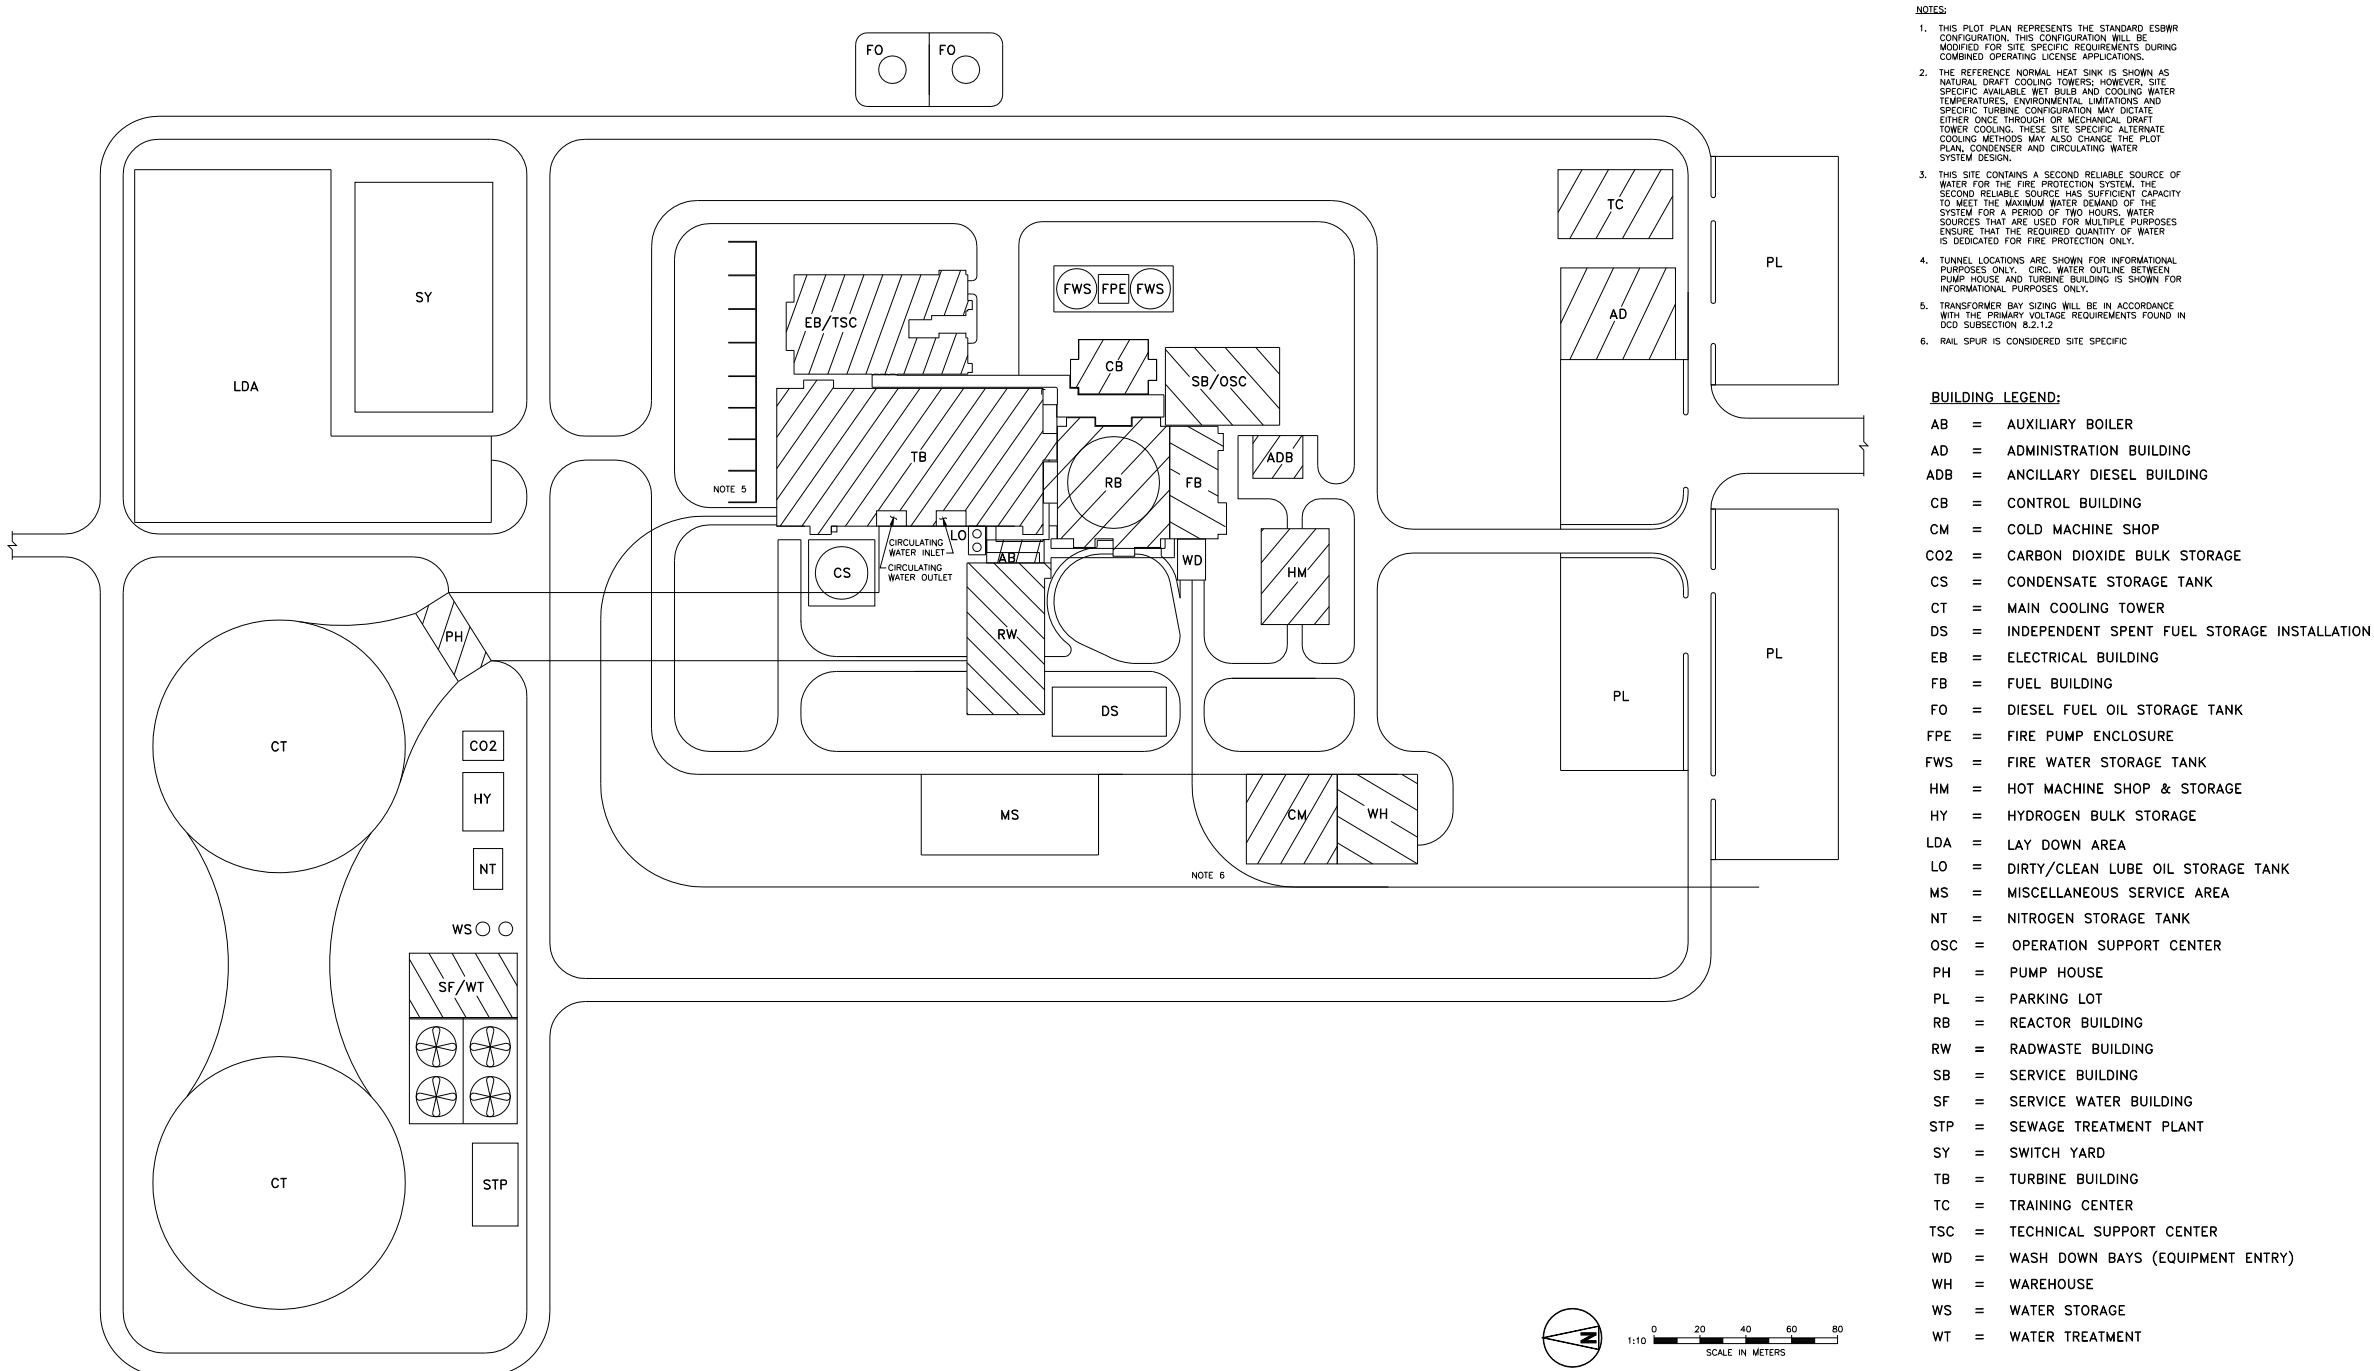 NOTES:
1. THIS PLOT PLAN REPRESENTS THE STANDARD ESBWR
CONFIGURATION. THIS CONFIGURATION WILL BE
MODIFIED FOR SITE SPECIFIC REQUIREMENTS DURING
COMBINED OPERATING LICENSE APPLICATIONS.
2. THE REFERENCE NORMAL HEAT SINK IS SHOWN AS
NATURAL DRAFT COOLING TOWERS; HOWEVER, SITE
SPECIFIC AVAILABLE WET BULB AND COOLING WATER
TEMPERATURES, ENVIRONMENTAL LIMITATIONS AND
SPECIFIC TURBINE CONFIGURATION MAY DICTATE
EITHER ONCE THROUGH OR MECHANICAL DRAFT
TOWER COOLING. THESE SITE SPECIFIC ALTERNATE
COOLING METHODS MAY ALSO CHANGE THE PLOT
PLAN, CONDENSER AND CIRCULATING WATER
SYSTEM DESIGN.
3. THIS SITE CONTAINS A SECOND RELIABLE SOURCE OF
WATER FOR THE FIRE PROTECTION SYSTEM. THE
SECOND RELIABLE SOURCE HAS SUFFICIENT CAPACITY
TO MEET THE MAXIMUM WATER DEMAND OF THE
SYSTEM FOR A PERIOD OF TWO HOURS. WATER
SOURCES THAT ARE USED FOR MULTIPLE PURPOSES
ENSURE THAT THE REQUIRED QUANTITY OF WATER
IS DEDICATED FOR FIRE PROTECTION ONLY.
4. TUNNEL LOCATIONS ARE SHOWN FOR INFORMATIONAL
PURPOSES ONLY. CIRC. WATER OUTLINE BETWEEN
PUMP HOUSE AND TURBINE BUILDING IS SHOWN FOR
INFORMATIONAL PURPOSES ONLY.
5. TRANSFORMER BAY SIZING WILL BE IN ACCORDANCE
WITH THE PRIMARY VOLTAGE REQUIREMENTS FOUND IN
DCD SUBSECTION 8.2.1.2
6. RAIL SPUR IS CONSIDERED SITE SPECIFIC
BUILDING LEGEND:
AB = AUXILIARY BOILER
AD = ADMINISTRATION BUILDING
ADB = ANCILLARY DIESEL BUILDING
CB = CONTROL BUILDING
CM = COLD MACHINE SHOP
CO2 = CARBON DIOXIDE BULK STORAGE
CS = CONDENSATE STORAGE TANK
CT = MAIN COOLING TOWER
DS = INDEPENDENT SPENT FUEL STORAGE INSTALLATION
EB = ELECTRICAL BUILDING
FB = FUEL BUILDING
FO = DIESEL FUEL OIL STORAGE TANK
FPE = FIRE PUMP ENCLOSURE
FWS = FIRE WATER STORAGE TANK
HM = HOT MACHINE SHOP & STORAGE
HY = HYDROGEN BULK STORAGE
LDA = LAY DOWN AREA
LO = DIRTY/CLEAN LUBE OIL STORAGE TANK
MS = MISCELLANEOUS SERVICE AREA
NT = NITROGEN STORAGE TANK
OSC = OPERATION SUPPORT CENTER
PH = PUMP HOUSE
PL = PARKING LOT
RB = REACTOR BUILDING
RW = RADWASTE BUILDING
SB = SERVICE BUILDING
SF = SERVICE WATER BUILDING
STP = SEWAGE TREATMENT PLANT
SY = SWITCH YARD
TB = TURBINE BUILDING
TC = TRAINING CENTER
TSC = TECHNICAL SUPPORT CENTER
WD = WASH DOWN BAYS (EQUIPMENT ENTRY)
WH = WAREHOUSE
WS = WATER STORAGE
WT = WATER TREATMENT
FO
FO
TC
PL
SY
FWS
FPE
FWS
AD
EB/TSC
CB
SB/OSC
LDA
TB
ADB
RB
FB
NOTE 5
LO
CIRCULATING
WATER INLET
CIRCULATING
WATER OUTLET
AB
WD
CS
HM
PH
RW
PL
PL
DS
CT
CO2
HY
MS
CM
WH
NT
NOTE 6
WS
SF/WT
CT
STP
N
1:10
0 20 40 60 80
SCALE IN METERS